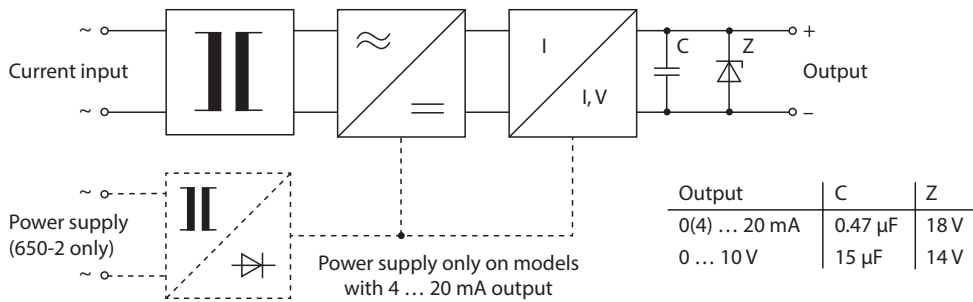 ~
C
Z
+
Current input
I
I, V
Output
~
–
~
Power supply
(650-2 only)
~
Power supply only on models
with 4 … 20 mA output
Output C Z
0(4) … 20 mA 0.47 µF 18 V
0 … 10 V 15 µF 14 V